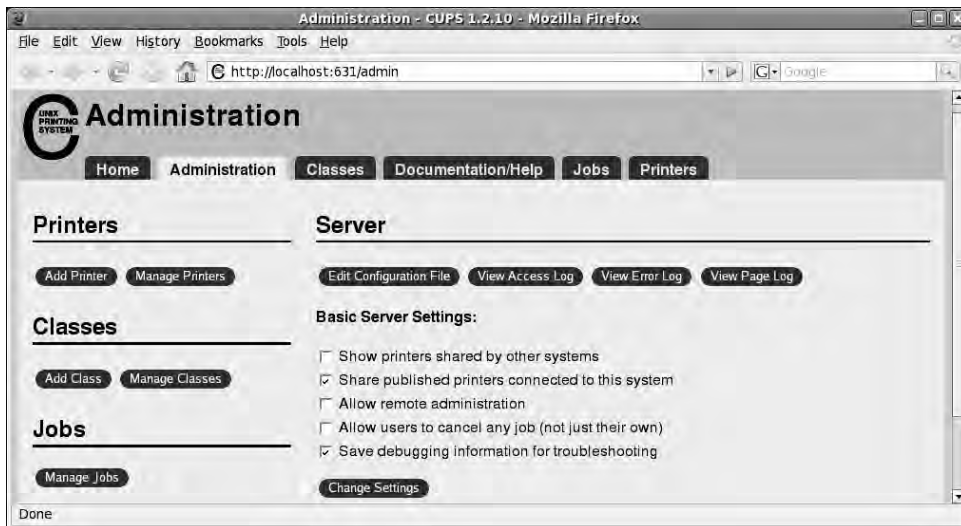 Administration - CUPS 1.2.10 - Mozilla Firefox
File Edit View History Bookmarks Tools Help
http://localhost:631/admin
G Google
UNIX PRINTING SYSTEM
Administration
Home Administration Classes Documentation/Help Jobs Printers
Printers
Add Printer Manage Printers
Classes
Add Class Manage Classes
Jobs
Manage Jobs
Server
Edit Configuration File View Access Log View Error Log View Page Log
Basic Server Settings:
Show printers shared by other systems
Share published printers connected to this system
Allow remote administration
Allow users to cancel any job (not just their own)
Save debugging information for troubleshooting
Change Settings
Done